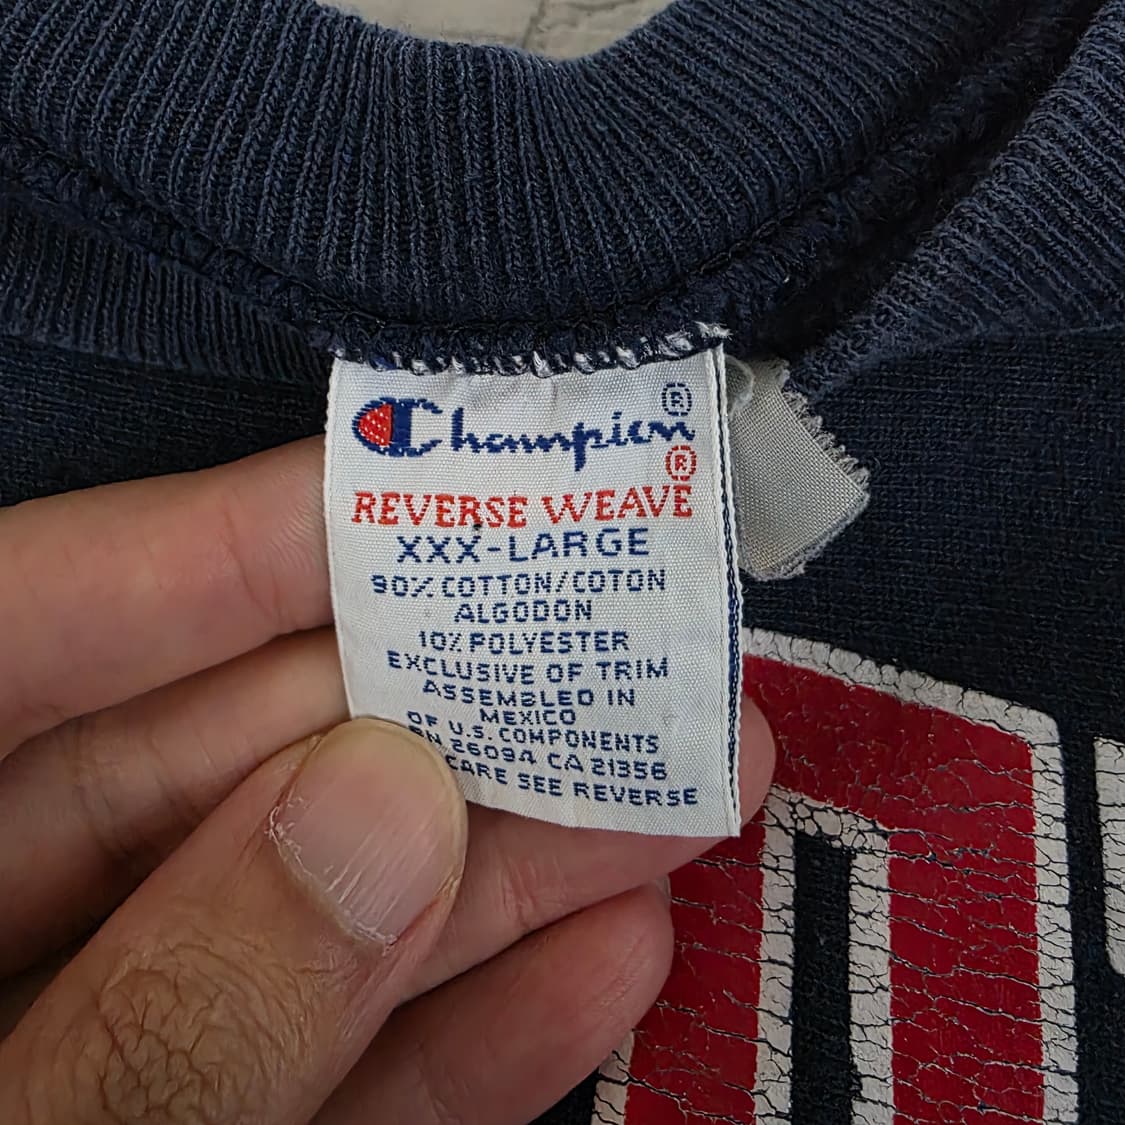 Champion®
REVERSE WEAVE®
XXX-LARGE
90% COTTON/COTON
ALGODON
10% POLYESTER
EXCLUSIVE OF TRIM
ASSEMBLED IN
MEXICO
OF U.S. COMPONENTS
RN 26094 CA 21356
CARE SEE REVERSE